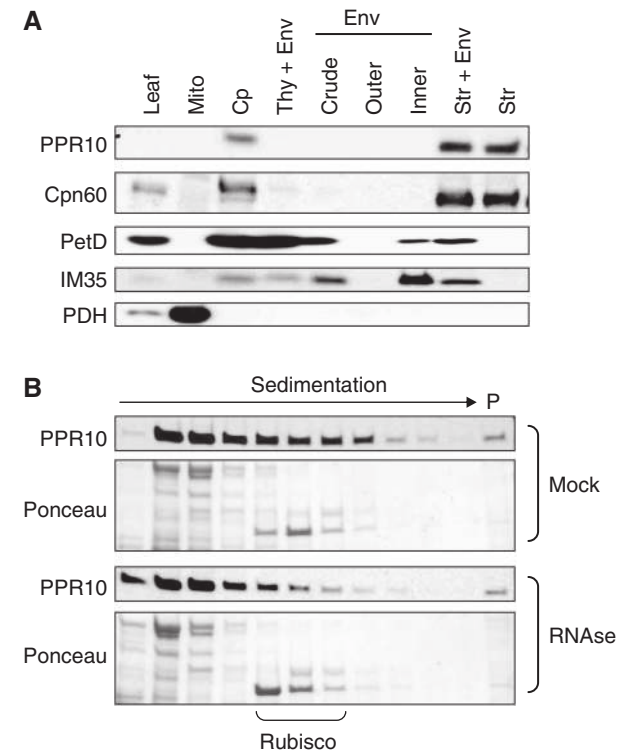 A
Env
Leaf
Mito
Cp
Thy + Env
Crude
Outer
Inner
Str + Env
Str
PPR10
Cpn60
PetD
IM35
PDH
B
Sedimentation
P
PPR10
Ponceau
Mock
PPR10
Ponceau
RNAse
Rubisco